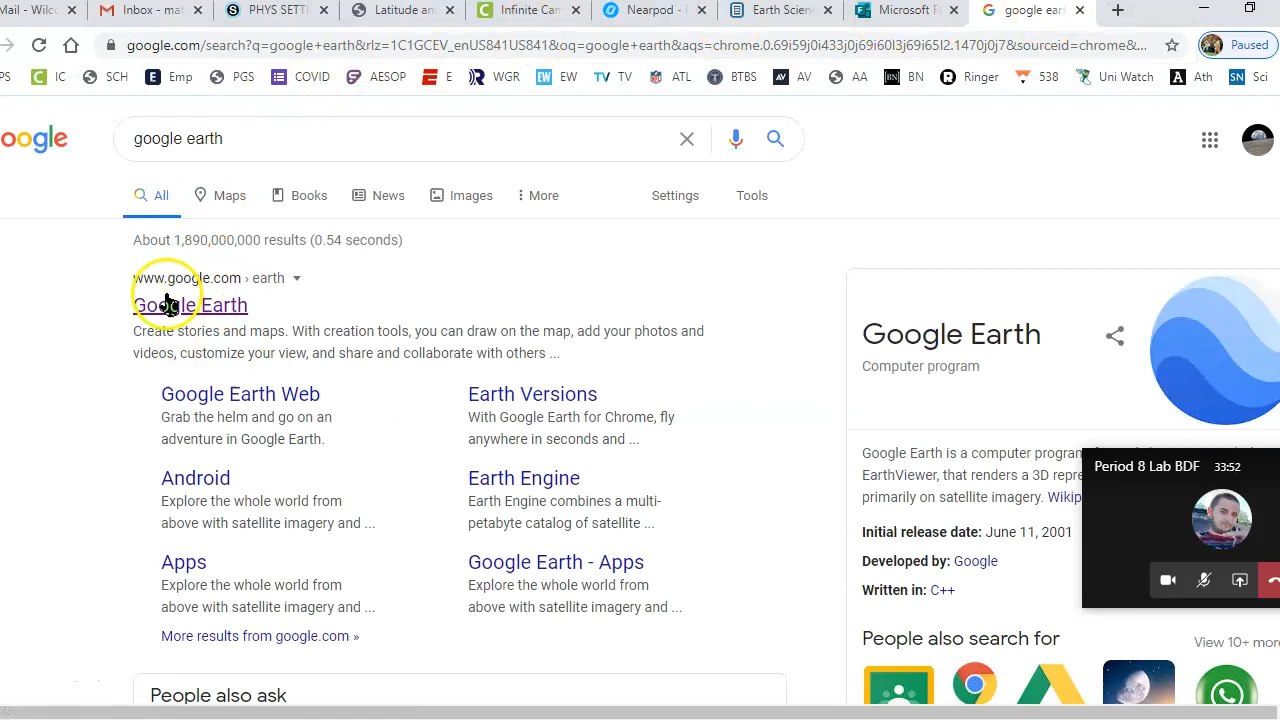 Mail - Wilco
Inbox - mat
PHYS SETTI
Latitude an
Infinite Can
Nearpod - B
Earth Scien
Microsoft F
google eart
google.com/search?q=google+earth&rlz=1C1GCEV_enUS841US841&oq=google+earth&aqs=chrome.0.69i59j0i433j0j69i60l3j69i65l2.1470j0j7&sourceid=chrome&...
Paused
PS
IC
SCH
Emp
PGS
COVID
AESOP
E
WGR
EW
TV
ATL
TBS
AV
AA
BN
Ringer
538
Uni Watch
Ath
Sci
oogle
google earth
All
Maps
Books
News
Images
More
Settings
Tools
About 1,890,000,000 results (0.54 seconds)
www.google.com › earth
Google Earth
Create stories and maps. With creation tools, you can draw on the map, add your photos and
videos, customize your view, and share and collaborate with others ...
Google Earth Web
Grab the helm and go on an
adventure in Google Earth.
Earth Versions
With Google Earth for Chrome, fly
anywhere in seconds and ...
Android
Explore the whole world from
above with satellite imagery and ...
Earth Engine
Earth Engine combines a multi-
petabyte catalog of satellite ...
Apps
Explore the whole world from
above with satellite imagery and ...
Google Earth - Apps
Explore the whole world from
above with satellite imagery and ...
More results from google.com »
People also ask
Google Earth
Computer program
Google Earth is a computer program
EarthViewer, that renders a 3D repre
primarily on satellite imagery. Wikip
Initial release date: June 11, 2001
Developed by: Google
Written in: C++
People also search for
View 10+ more
Period 8 Lab BDF 33:52